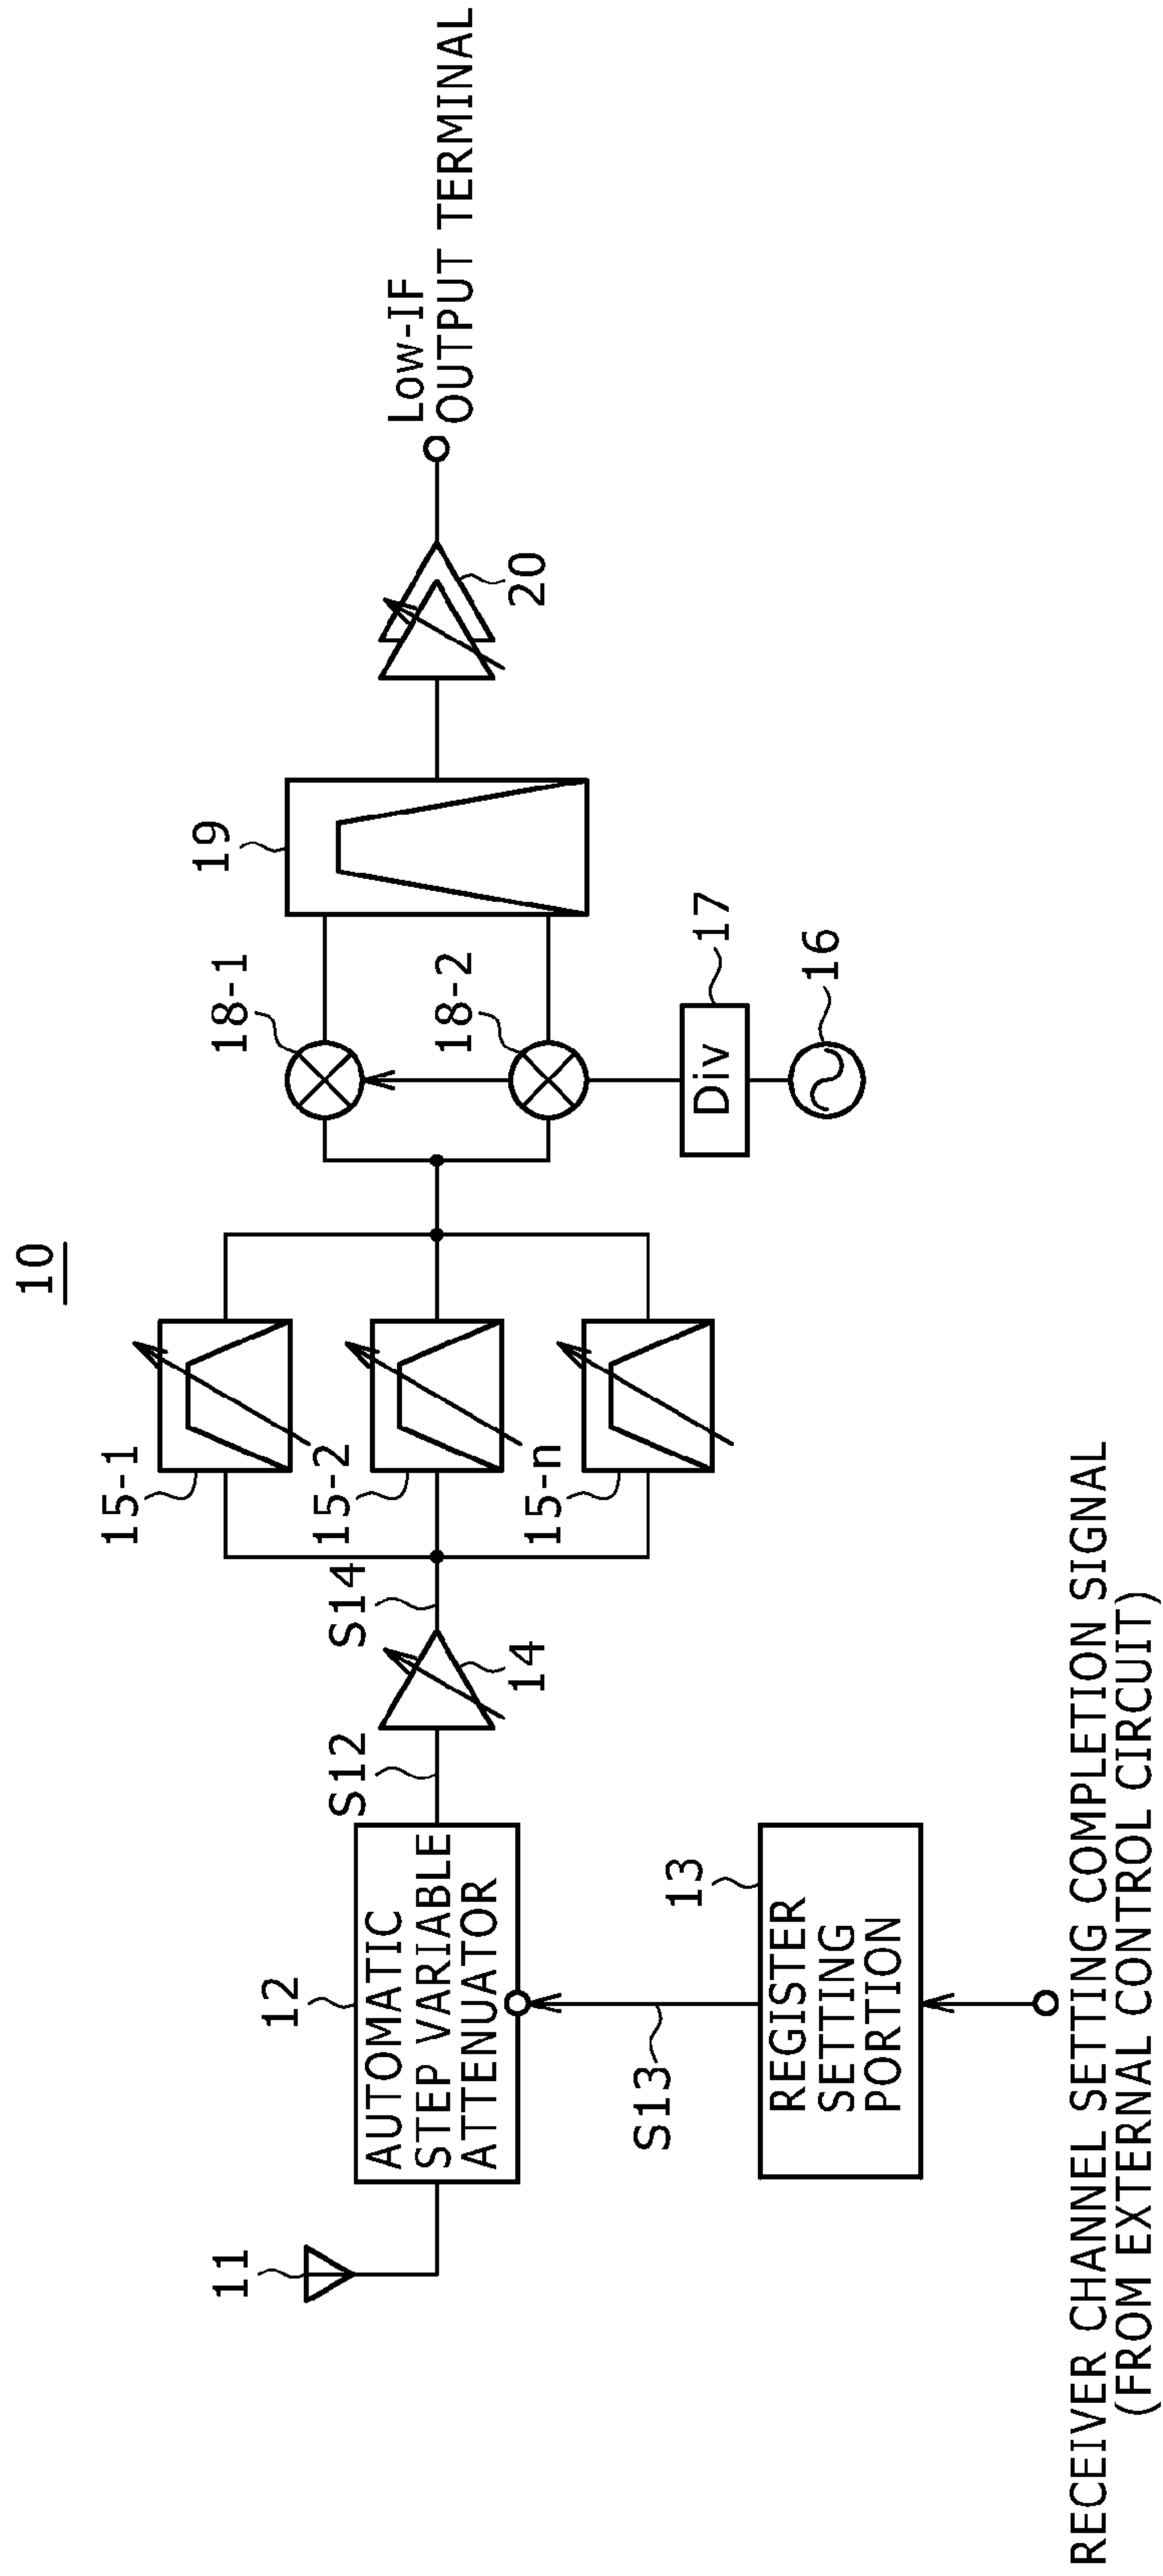 10
11
12
AUTOMATIC
STEP VARIABLE
ATTENUATOR
S12
14
S14
15-1
15-2
15-n
18-1
18-2
19
20
Low-IF
OUTPUT TERMINAL
Div
17
16
S13
13
REGISTER
SETTING
PORTION
RECEIVER CHANNEL SETTING COMPLETION SIGNAL
(FROM EXTERNAL CONTROL CIRCUIT)